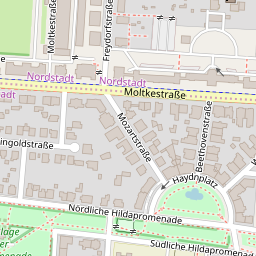 Moltkestraße
Freydorfstraße
Nordstadt
Nordstadt
Moltkestraße
Mozartstraße
Beethovenstraße
ingoldstraße
Haydnplatz
Nördliche Hildapromenade
Südliche Hildapromenade